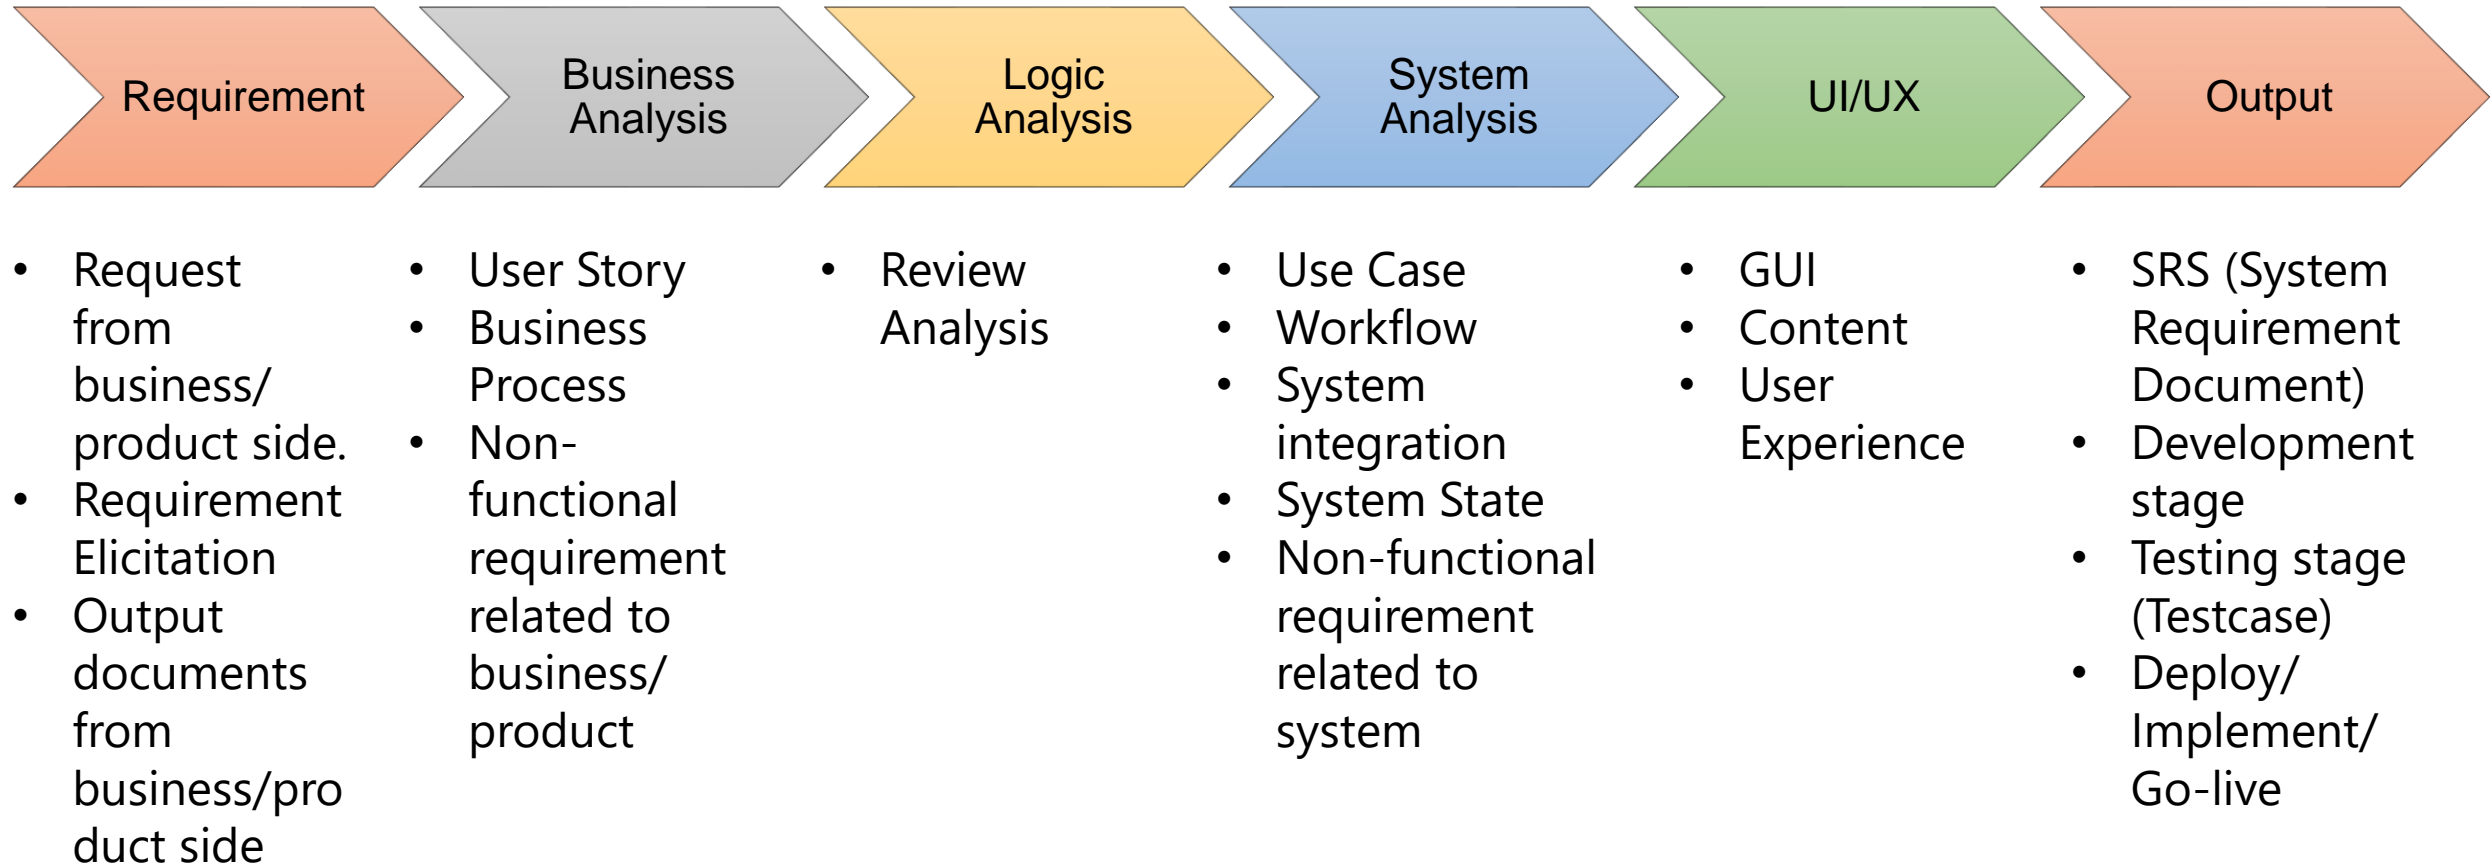 Requirement
Business
Analysis
Logic
Analysis
System
Analysis
UI/UX
Output
• Request
from
business/
product side.
• Requirement
Elicitation
• Output
documents
from
business/pro
duct side
• User Story
• Business
Process
• Non-
functional
requirement
related to
business/
product
• Review
Analysis
• Use Case
• Workflow
• System
integration
• System State
• Non-functional
requirement
related to
system
• GUI
• Content
• User
Experience
• SRS (System
Requirement
Document)
• Development
stage
• Testing stage
(Testcase)
• Deploy/
Implement/
Go-live